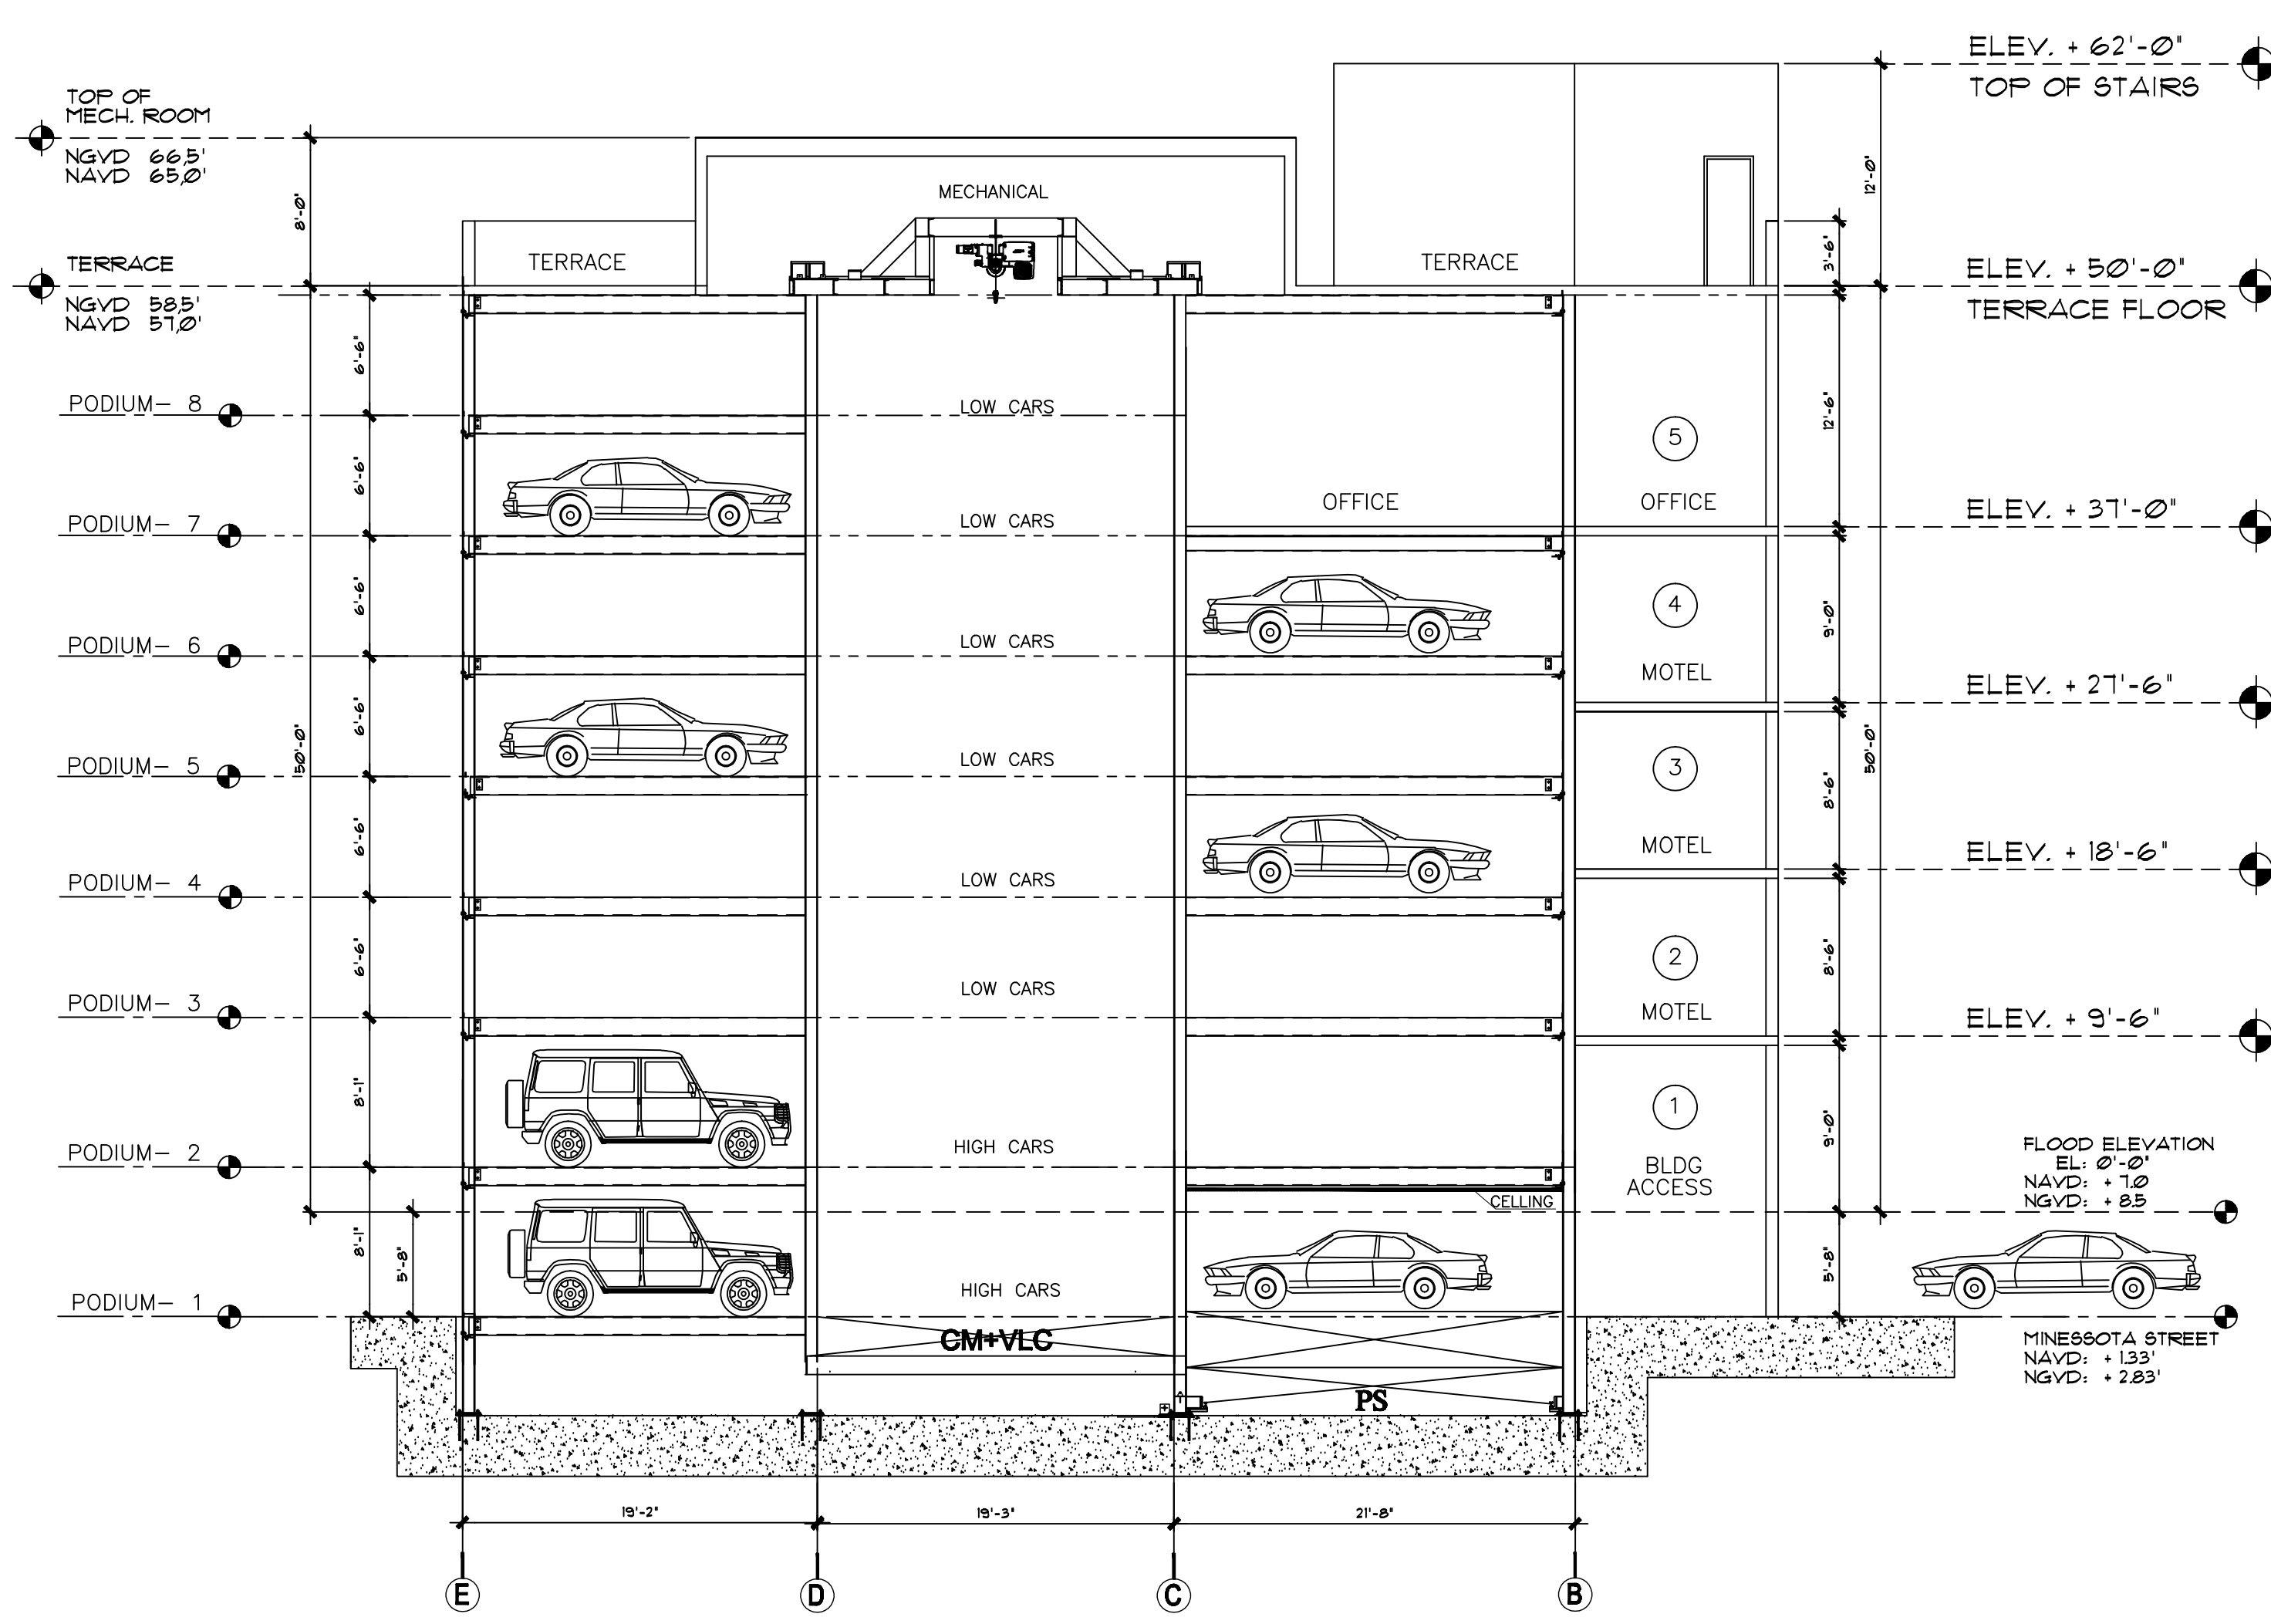 ELEV. + 62'-0"
TOP OF STAIRS
TOP OF
MECH. ROOM
NGVD 66,5'
NAVD 65,0'
8'-0"
12'-0"
MECHANICAL
TERRACE
TERRACE
3'-6"
TERRACE
NGVD 58,5'
NAVD 57,0'
ELEV. + 50'-0"
TERRACE FLOOR
6'-6"
12'-6"
PODIUM- 8
LOW CARS
5
6'-6"
OFFICE
OFFICE
ELEV. + 37'-0"
PODIUM- 7
LOW CARS
6'-6"
4
9'-0"
PODIUM- 6
LOW CARS
MOTEL
ELEV. + 27'-6"
6'-6"
50'-0"
50'-0"
PODIUM- 5
LOW CARS
3
8'-6"
6'-6"
MOTEL
ELEV. + 18'-6"
PODIUM- 4
LOW CARS
6'-6"
2
8'-6"
PODIUM- 3
LOW CARS
MOTEL
ELEV. + 9'-6"
8'-1"
1
9'-0"
PODIUM- 2
HIGH CARS
BLDG
ACCESS
CELLING
FLOOD ELEVATION
EL: 0'-0"
NAVD: + 7.0
NGVD: + 8.5
8'-1"
5'-8"
5'-8"
PODIUM- 1
HIGH CARS
CM+VLC
PS
MINESSOTA STREET
NAVD: + 1.33'
NGVD: + 2.83'
19'-2"
19'-3"
21'-8"
E
D
C
B